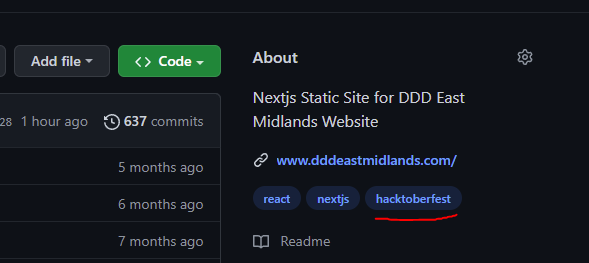 Add file
Code
About
Nextjs Static Site for DDD East
Midlands Website
28 1 hour ago 637 commits
www.dddeastmidlands.com/
5 months ago
react nextjs hacktoberfest
6 months ago
7 months ago
Readme